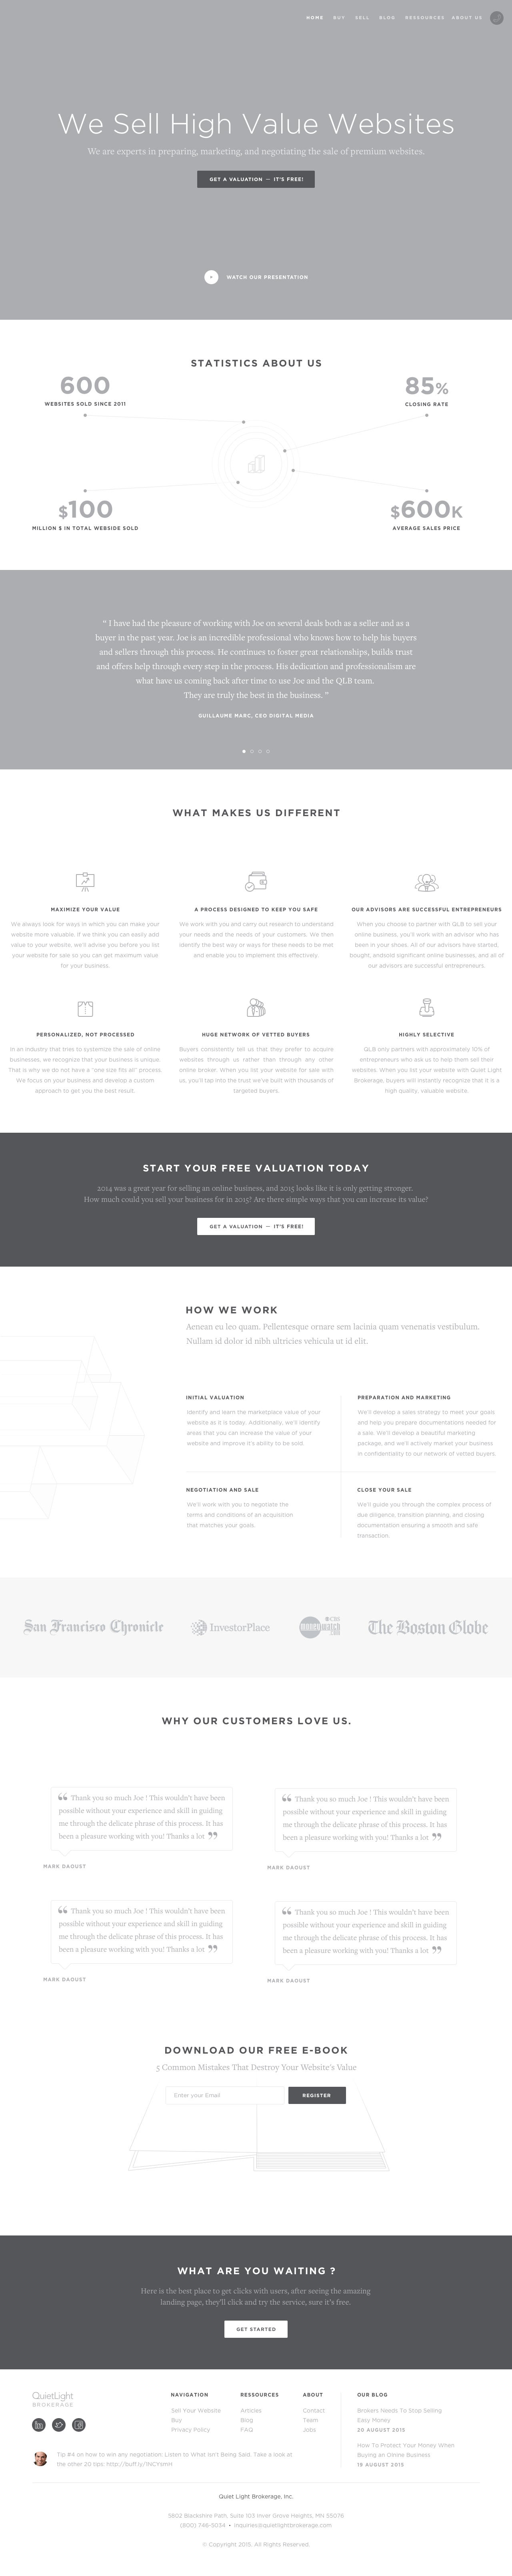 HOME BUY SELL BLOG RESSOURCES ABOUT US
We Sell High Value Websites
We are experts in preparing, marketing, and negotiating the sale of premium websites.
GET A VALUATION — IT'S FREE!
WATCH OUR PRESENTATION
STATISTICS ABOUT US
600
WEBSITES SOLD SINCE 2011
85%
CLOSING RATE
$100
MILLION $ IN TOTAL WEBSIDE SOLD
$600K
AVERAGE SALES PRICE
“ I have had the pleasure of working with Joe on several deals both as a seller and as a
buyer in the past year. Joe is an incredible professional who knows how to help his buyers
and sellers through this process. He continues to foster great relationships, builds trust
and offers help through every step in the process. His dedication and professionalism are
what have us coming back after time to use Joe and the QLB team.
They are truly the best in the business. ”
GUILLAUME MARC, CEO DIGITAL MEDIA
WHAT MAKES US DIFFERENT
MAXIMIZE YOUR VALUE
We always look for ways in which you can make your
website more valuable. If we think you can easily add
value to your website, we'll advise you before you list
your website for sale so you can get maximum value
for your business.
A PROCESS DESIGNED TO KEEP YOU SAFE
We work with you and carry out research to understand
your needs and the needs of your customers. We then
identify the best way or ways for these needs to be met
and enable you to implement this effectively.
OUR ADVISORS ARE SUCCESSFUL ENTREPRENEURS
When you choose to partner with QLB to sell your
online business, you'll work with an advisor who has
been in your shoes. All of our advisors have started,
bought, andsold significant online businesses, and all of
our advisors are successful entrepreneurs.
PERSONALIZED, NOT PROCESSED
In an industry that tries to systemize the sale of online
businesses, we recognize that your business is unique.
That is why we do not have a “one size fits all” process.
We focus on your business and develop a custom
approach to get you the best result.
HUGE NETWORK OF VETTED BUYERS
Buyers consistently tell us that they prefer to acquire
websites through us rather than through any other
online broker. When you list your website for sale with
us, you'll tap into the trust we've built with thousands of
targeted buyers.
HIGHLY SELECTIVE
QLB only partners with approximately 10% of
entrepreneurs who ask us to help them sell their
websites. When you list your website with Quiet Light
Brokerage, buyers will instantly recognize that it is a
high quality, valuable website.
START YOUR FREE VALUATION TODAY
2014 was a great year for selling an online business, and 2015 looks like it is only getting stronger.
How much could you sell your business for in 2015? Are there simple ways that you can increase its value?
GET A VALUATION — IT'S FREE!
HOW WE WORK
Aenean eu leo quam. Pellentesque ornare sem lacinia quam venenatis vestibulum.
Nullam id dolor id nibh ultricies vehicula ut id elit.
INITIAL VALUATION
Identify and learn the marketplace value of your
website as it is today. Additionally, we'll identify
areas that you can increase the value of your
website and improve it's ability to be sold.
PREPARATION AND MARKETING
We'll develop a sales strategy to meet your goals
and help you prepare documentations needed for
a sale. We'll develop a beautiful marketing
package, and we'll actively market your business
in confidentiality to our network of vetted buyers.
NEGOTIATION AND SALE
We'll work with you to negotiate the
terms and conditions of an acquisition
that matches your goals.
CLOSE YOUR SALE
We'll guide you through the complex process of
due diligence, transition planning, and closing
documentation ensuring a smooth and safe
transaction.
San Francisco Chronicle
InvestorPlace
CBS
money watch
.com
The Boston Globe
WHY OUR CUSTOMERS LOVE US.
“ Thank you so much Joe ! This wouldn't have been
possible without your experience and skill in guiding
me through the delicate phrase of this process. It has
been a pleasure working with you! Thanks a lot ”
MARK DAOUST
“ Thank you so much Joe ! This wouldn't have been
possible without your experience and skill in guiding
me through the delicate phrase of this process. It has
been a pleasure working with you! Thanks a lot ”
MARK DAOUST
“ Thank you so much Joe ! This wouldn't have been
possible without your experience and skill in guiding
me through the delicate phrase of this process. It has
been a pleasure working with you! Thanks a lot ”
MARK DAOUST
“ Thank you so much Joe ! This wouldn't have been
possible without your experience and skill in guiding
me through the delicate phrase of this process. It has
been a pleasure working with you! Thanks a lot ”
MARK DAOUST
DOWNLOAD OUR FREE E-BOOK
5 Common Mistakes That Destroy Your Website's Value
Enter your Email
REGISTER
WHAT ARE YOU WAITING ?
Here is the best place to get clicks with users, after seeing the amazing
landing page, they'll click and try the service, sure it's free.
GET STARTED
QuietLight
BROKERAGE
NAVIGATION
Sell Your Website
Buy
Privacy Policy
RESSOURCES
Articles
Blog
FAQ
ABOUT
Contact
Team
Jobs
OUR BLOG
Brokers Needs To Stop Selling
Easy Money
20 AUGUST 2015
How To Protect Your Money When
Buying an Online Business
19 AUGUST 2015
Tip #4 on how to win any negotiation: Listen to What Isn't Being Said. Take a look at
the other 20 tips:
Quiet Light Brokerage, Inc.
5802 Blackshire Path, Suite 103 Inver Grove Heights, MN 55076
(800) 746-5034 • inquiries@quietlightbrokerage.com
© Copyright 2015. All Rights Reserved.